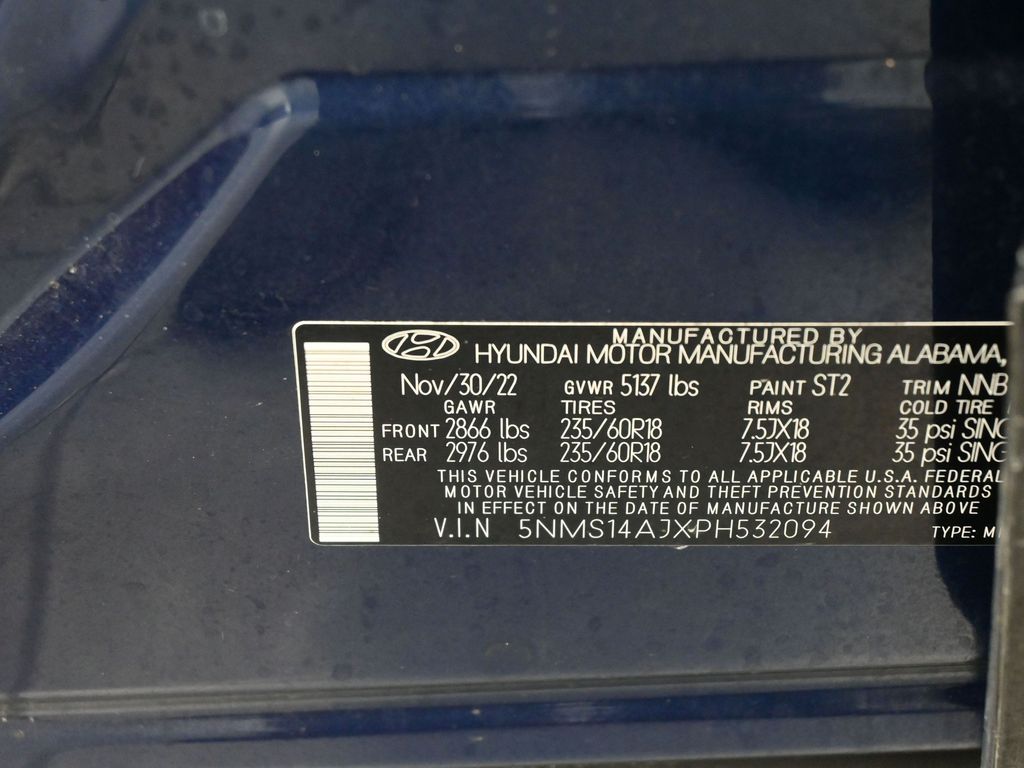 MANUFACTURED BY
HYUNDAI MOTOR MANUFACTURING ALABAMA,
Nov/30/22 GVWR 5137 lbs PAINT ST2 TRIM NNB
GAWR TIRES RIMS COLD TIRE
FRONT 2866 lbs 235/60R18 7.5JX18 35 psi SING
REAR 2976 lbs 235/60R18 7.5JX18 35 psi SING
THIS VEHICLE CONFORMS TO ALL APPLICABLE U.S.A. FEDERAL
MOTOR VEHICLE SAFETY AND THEFT PREVENTION STANDARDS
IN EFFECT ON THE DATE OF MANUFACTURE SHOWN ABOVE
V.I.N 5NMS14AJXPH532094 TYPE: